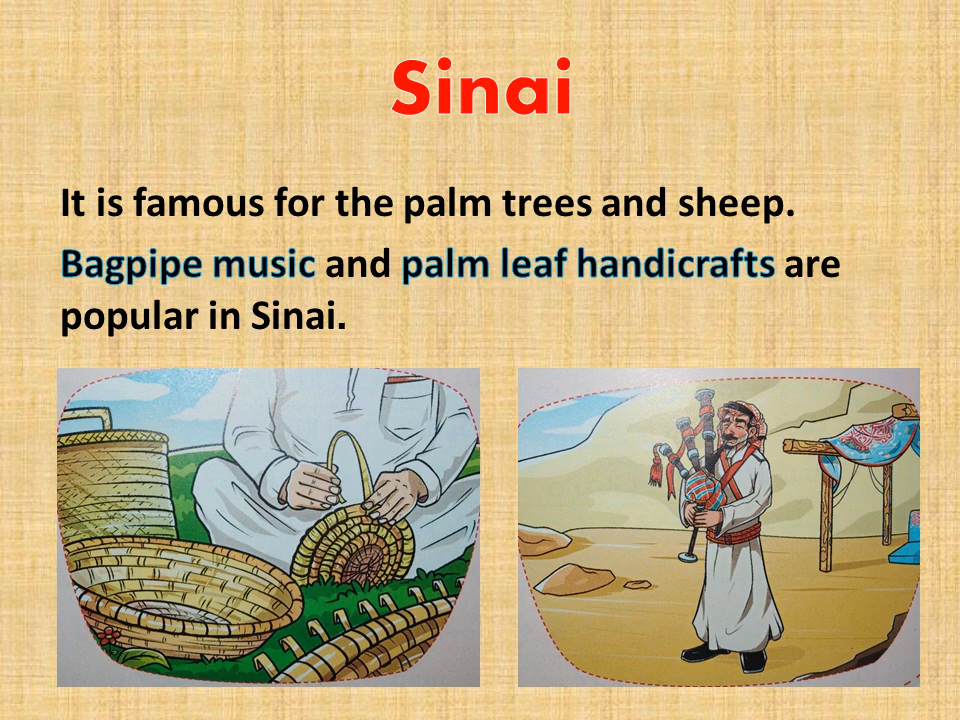 Sinai
It is famous for the palm trees and sheep.
Bagpipe music and palm leaf handicrafts are
popular in Sinai.